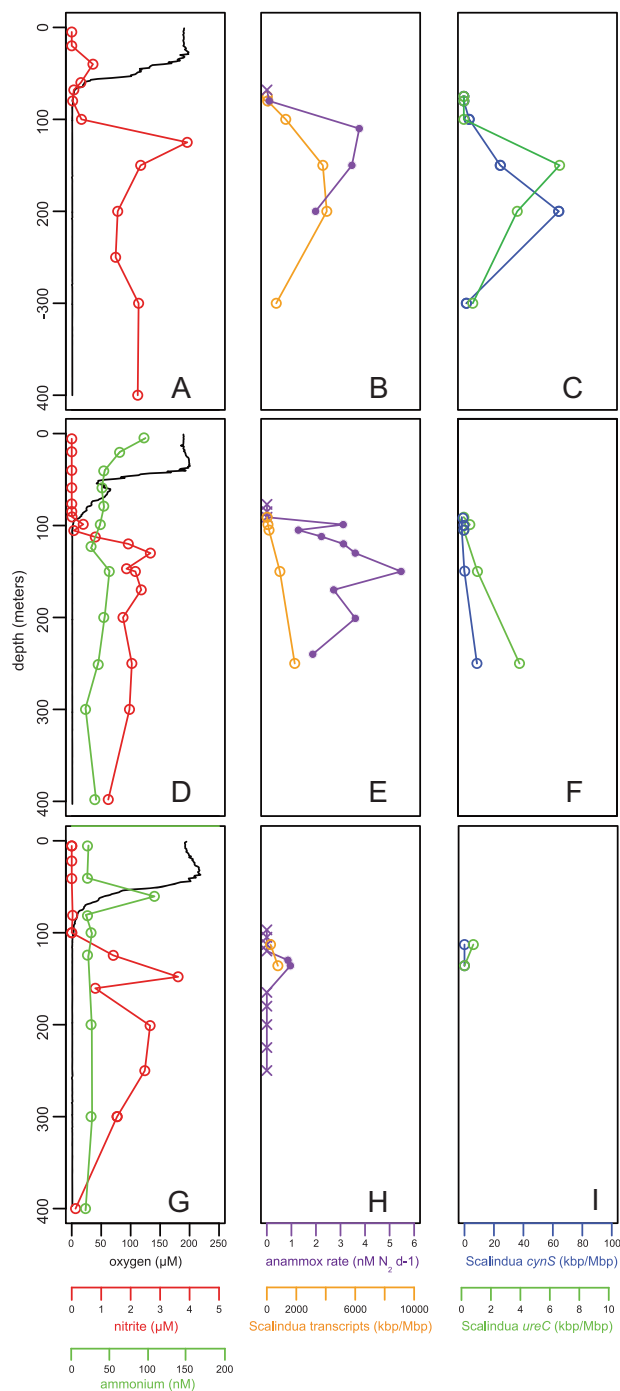 0
100
200
300
400
A
B
C
0
100
200
300
400
depth (meters)
D
E
F
0
100
200
300
400
G
H
I
0 50 100 150 200 250
oxygen (µM)
0 1 2 3 4 5 6
anammox rate (nM N2 d-1)
0 20 40 60 80 100
Scalindua cynS (kbp/Mbp)
0 1 2 3 4 5
nitrite (µM)
0 2000 6000 10000
Scalindua transcripts (kbp/Mbp)
0 2 4 6 8 10
Scalindua ureC (kbp/Mbp)
0 50 100 150 200
ammonium (nM)